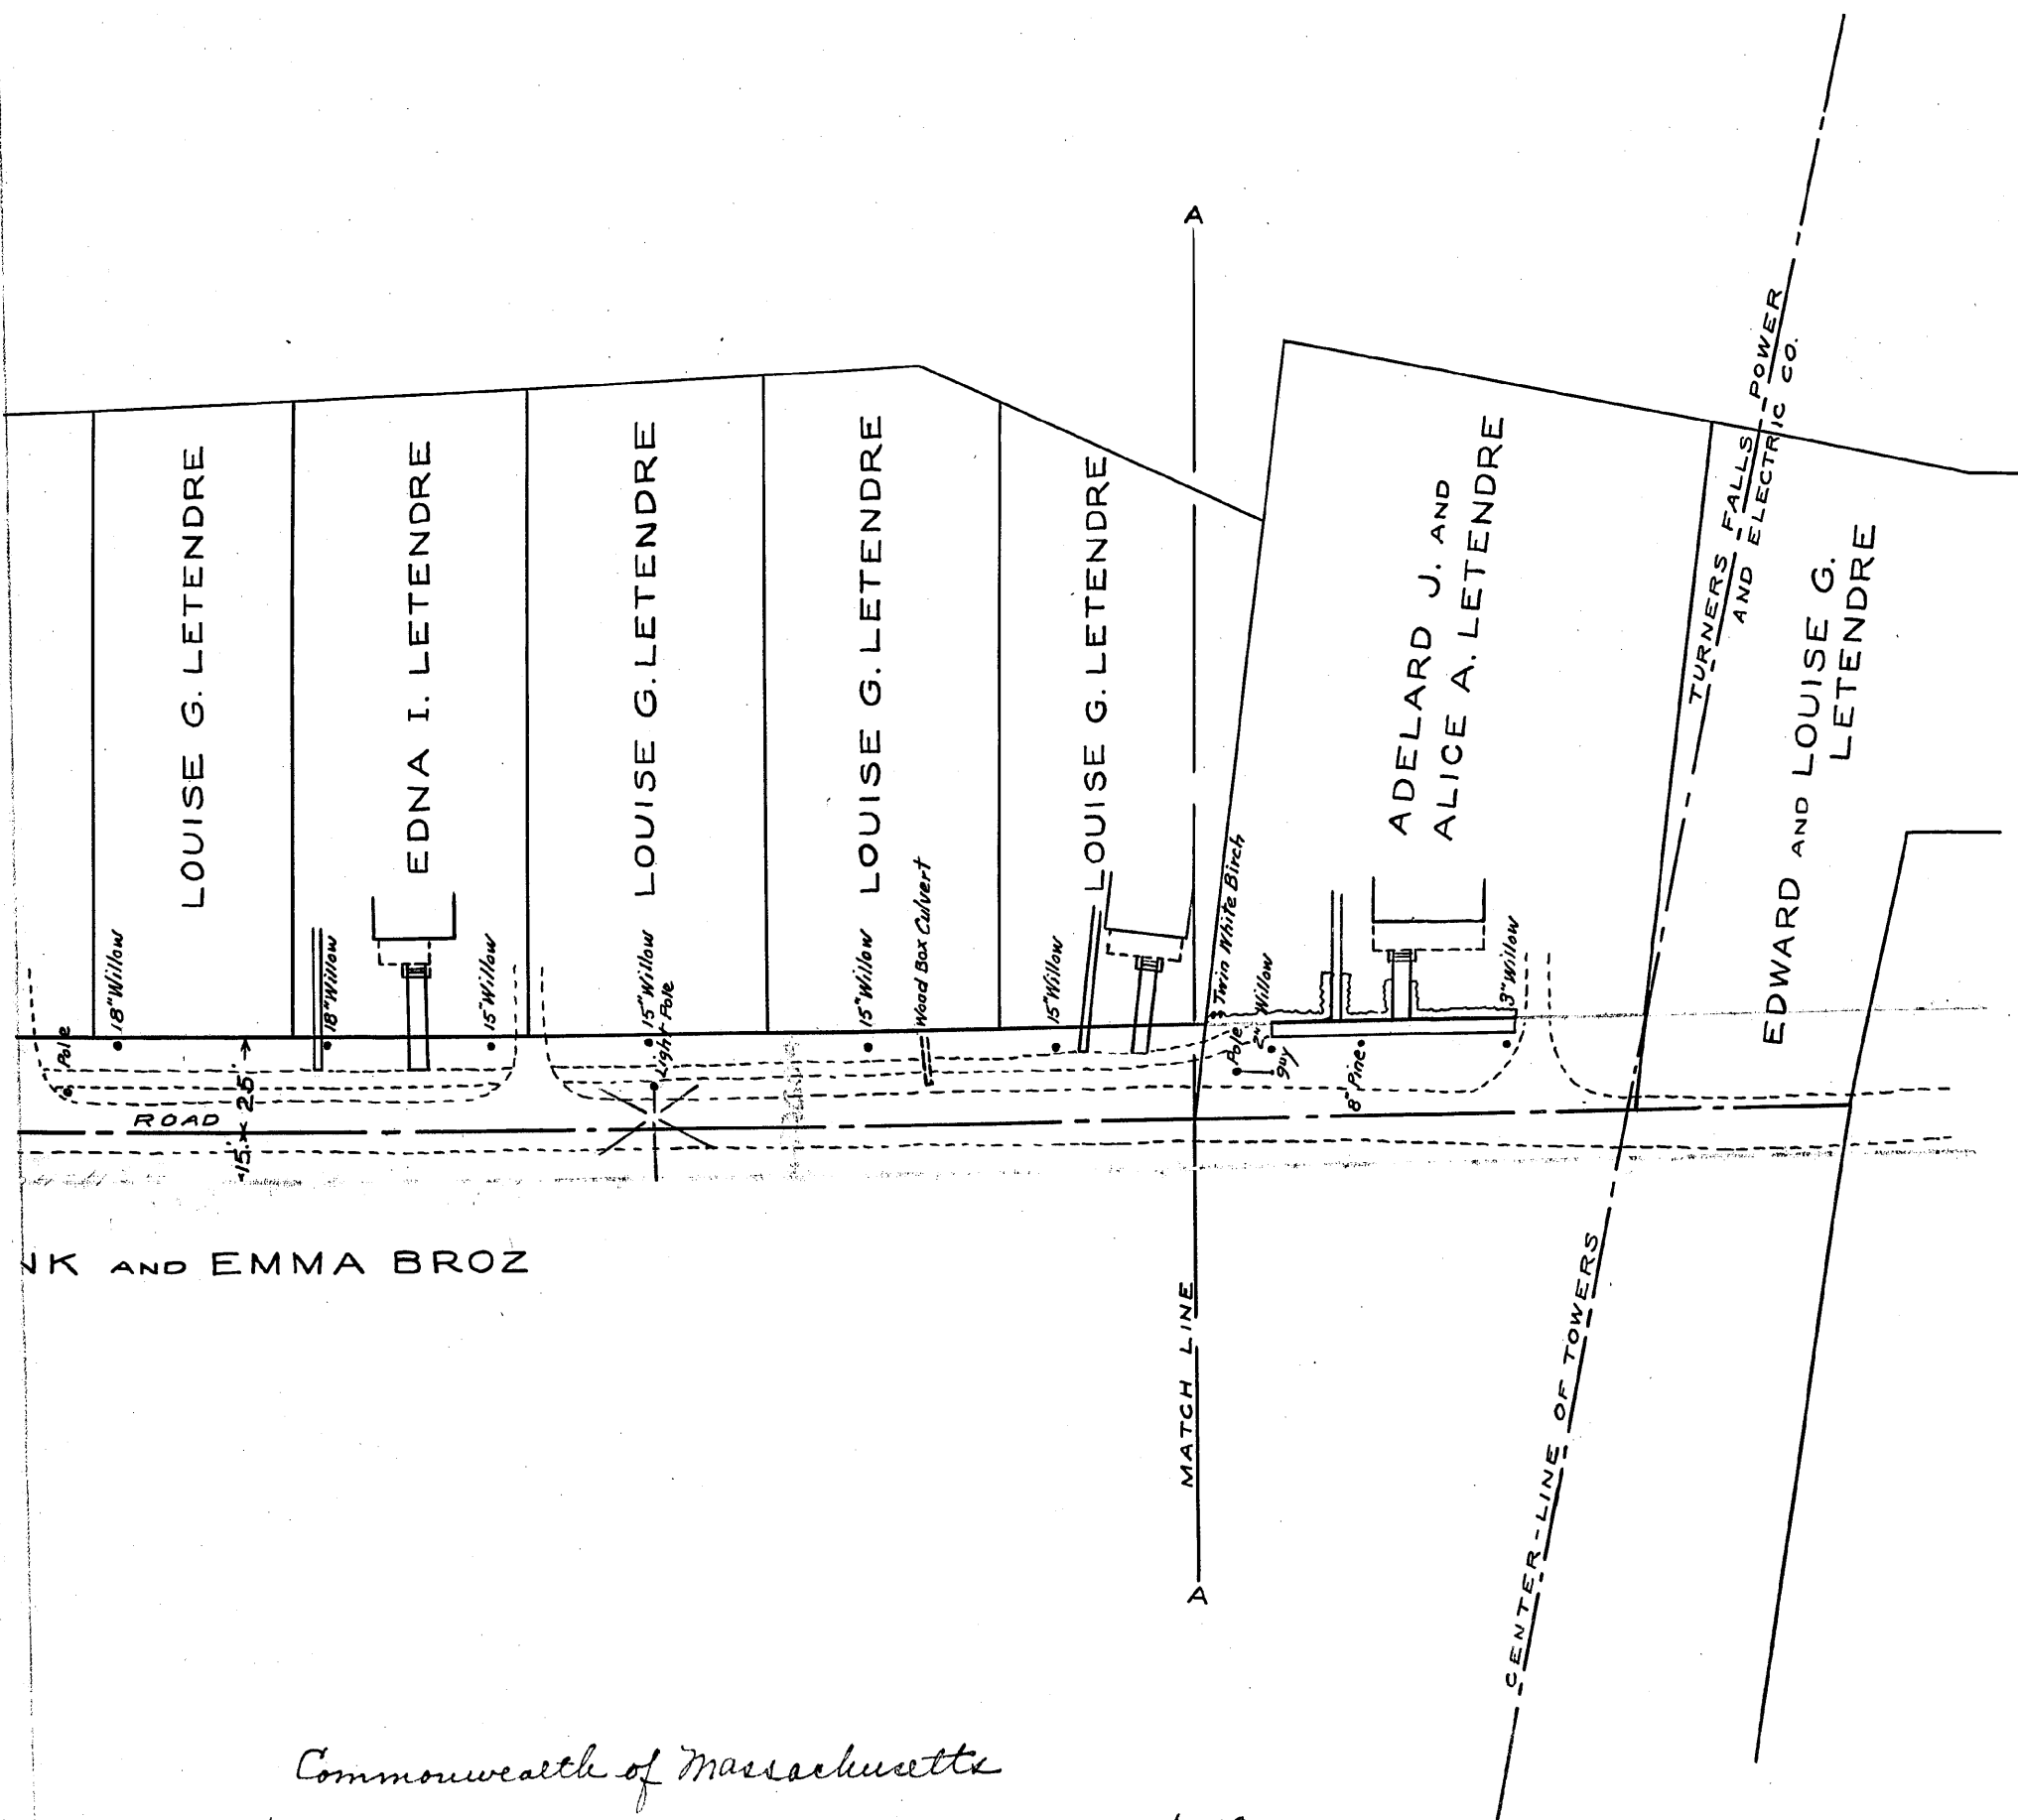 A
TURNERS FALLS POWER
AND ELECTRIC CO.
LOUISE G. LETENDRE
EDNA I. LETENDRE
LOUISE G. LETENDRE
LOUISE G. LETENDRE
LOUISE G. LETENDRE
ADELARD J. AND
ALICE A. LETENDRE
EDWARD AND LOUISE G.
LETENDRE
Pole
18" Willow
18" Willow
15" Willow
15" Willow
Light Pole
15" Willow
Wood Box Culvert
15" Willow
Twin White Birch
Pole
2" Willow
guy
8" Pine
3" Willow
ROAD
25'
15'
NK AND EMMA BROZ
MATCH LINE
A
CENTER-LINE OF TOWERS
Commonwealth of Massachusetts